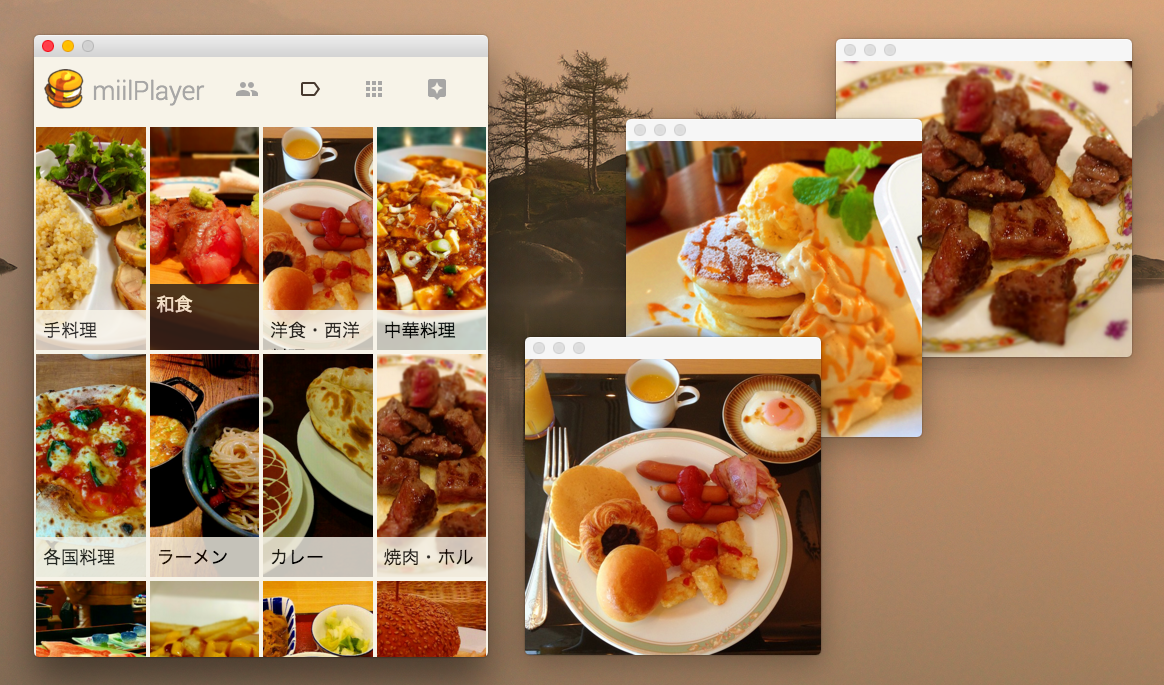 miilPlayer
手料理
和食
洋食・西洋
中華料理
各国料理
ラーメン
カレー
焼肉・ホル